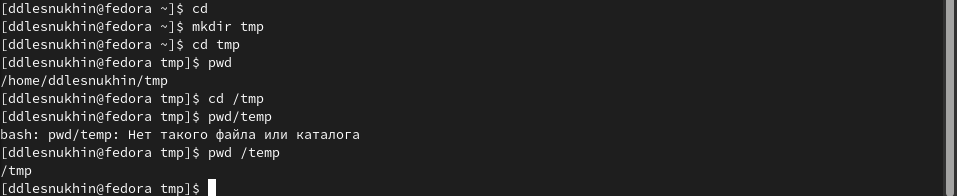 [ddlesnukhin@fedora ~]$ cd
[ddlesnukhin@fedora ~]$ mkdir tmp
[ddlesnukhin@fedora ~]$ cd tmp
[ddlesnukhin@fedora tmp]$ pwd
/home/ddlesnukhin/tmp
[ddlesnukhin@fedora tmp]$ cd /tmp
[ddlesnukhin@fedora tmp]$ pwd/temp
bash: pwd/temp: Нет такого файла или каталога
[ddlesnukhin@fedora tmp]$ pwd /temp
/tmp
[ddlesnukhin@fedora tmp]$